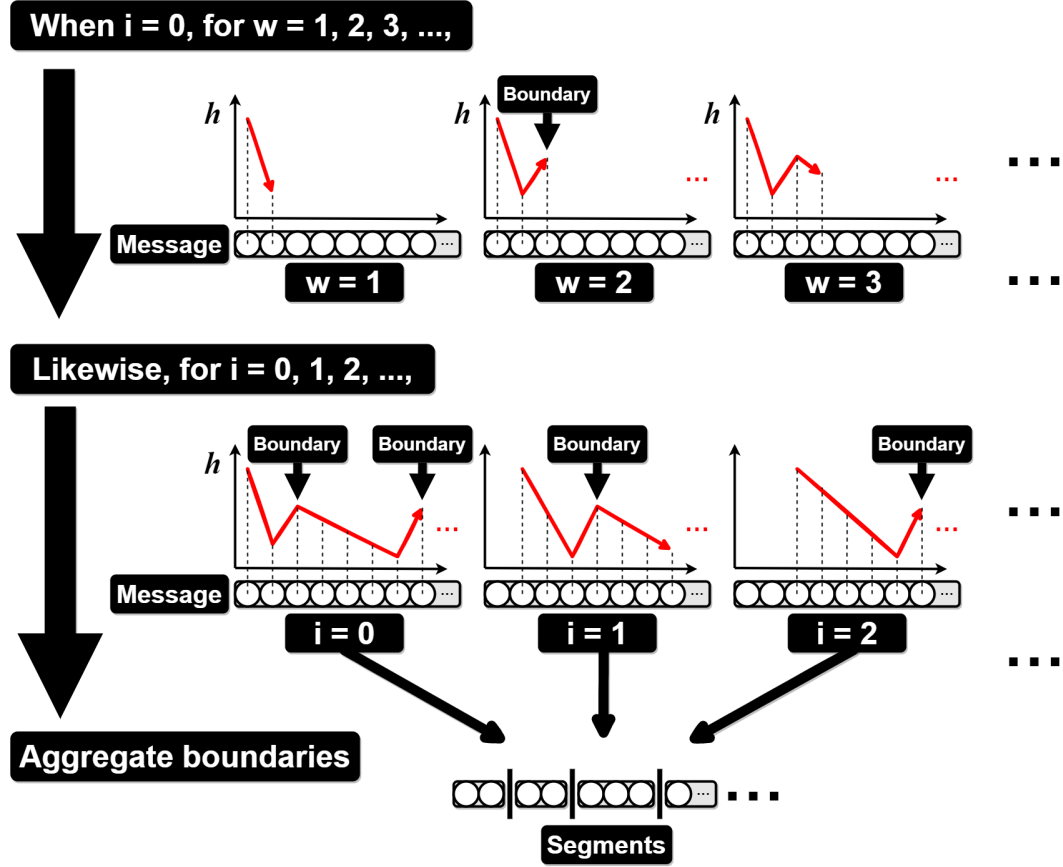 When i = 0, for w = 1, 2, 3, ...,
Boundary
h
h
h
...
...
...
Message
...
...
...
w = 1
w = 2
w = 3
...
Likewise, for i = 0, 1, 2, ...,
Boundary
Boundary
Boundary
Boundary
h
...
...
...
...
Message
...
...
...
i = 0
i = 1
i = 2
...
Aggregate boundaries
...
...
Segments